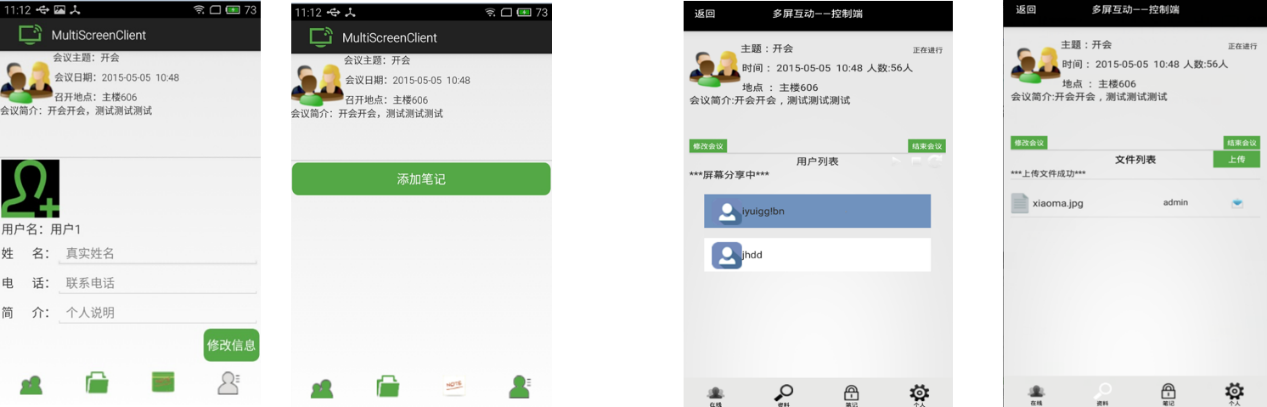 11:12 73
MultiScreenClient
会议主题：开会
会议日期：2015-05-05 10:48
召开地点：主楼606
会议简介：开会开会，测试测试测试
用户名：用户1
姓 名： 真实姓名
电 话： 联系电话
简 介： 个人说明
修改信息
11:12 73
MultiScreenClient
会议主题：开会
会议日期：2015-05-05 10:48
召开地点：主楼606
会议简介：开会开会，测试测试测试
添加笔记
NOTE
返回 多屏互动——控制端
主题：开会 正在进行
时间： 2015-05-05 10:48 人数:56人
地点 ： 主楼606
会议简介:开会开会，测试测试测试
修改会议 结束会议
用户列表
***屏幕分享中***
iyuiggfbn
jhdd
在线 资料 笔记 个人
返回 多屏互动——控制端
主题：开会 正在进行
时间： 2015-05-05 10:48 人数:56人
地点 ： 主楼606
会议简介:开会开会，测试测试测试
修改会议 结束会议
文件列表 上传
***上传文件成功***
xiaoma.jpg admin
在线 资料 笔记 个人